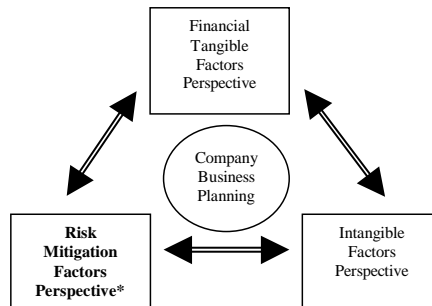 Financial
Tangible
Factors
Perspective
Company
Business
Planning
Risk
Mitigation
Factors
Perspective*
Intangible
Factors
Perspective